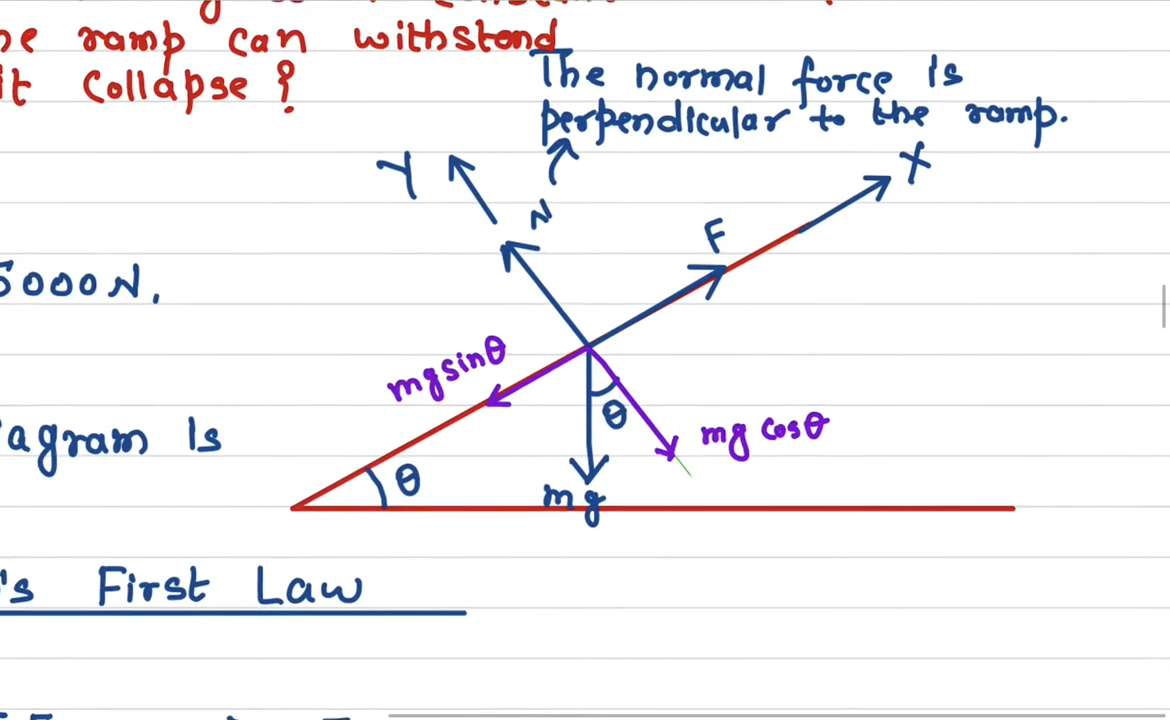 ramp can withstand
it collapse ?
The normal force is
perpendicular to the ramp.
Y
X
N
F
5000 N.
mg sinθ
θ
mg cosθ
agram is
θ
mg
's First Law